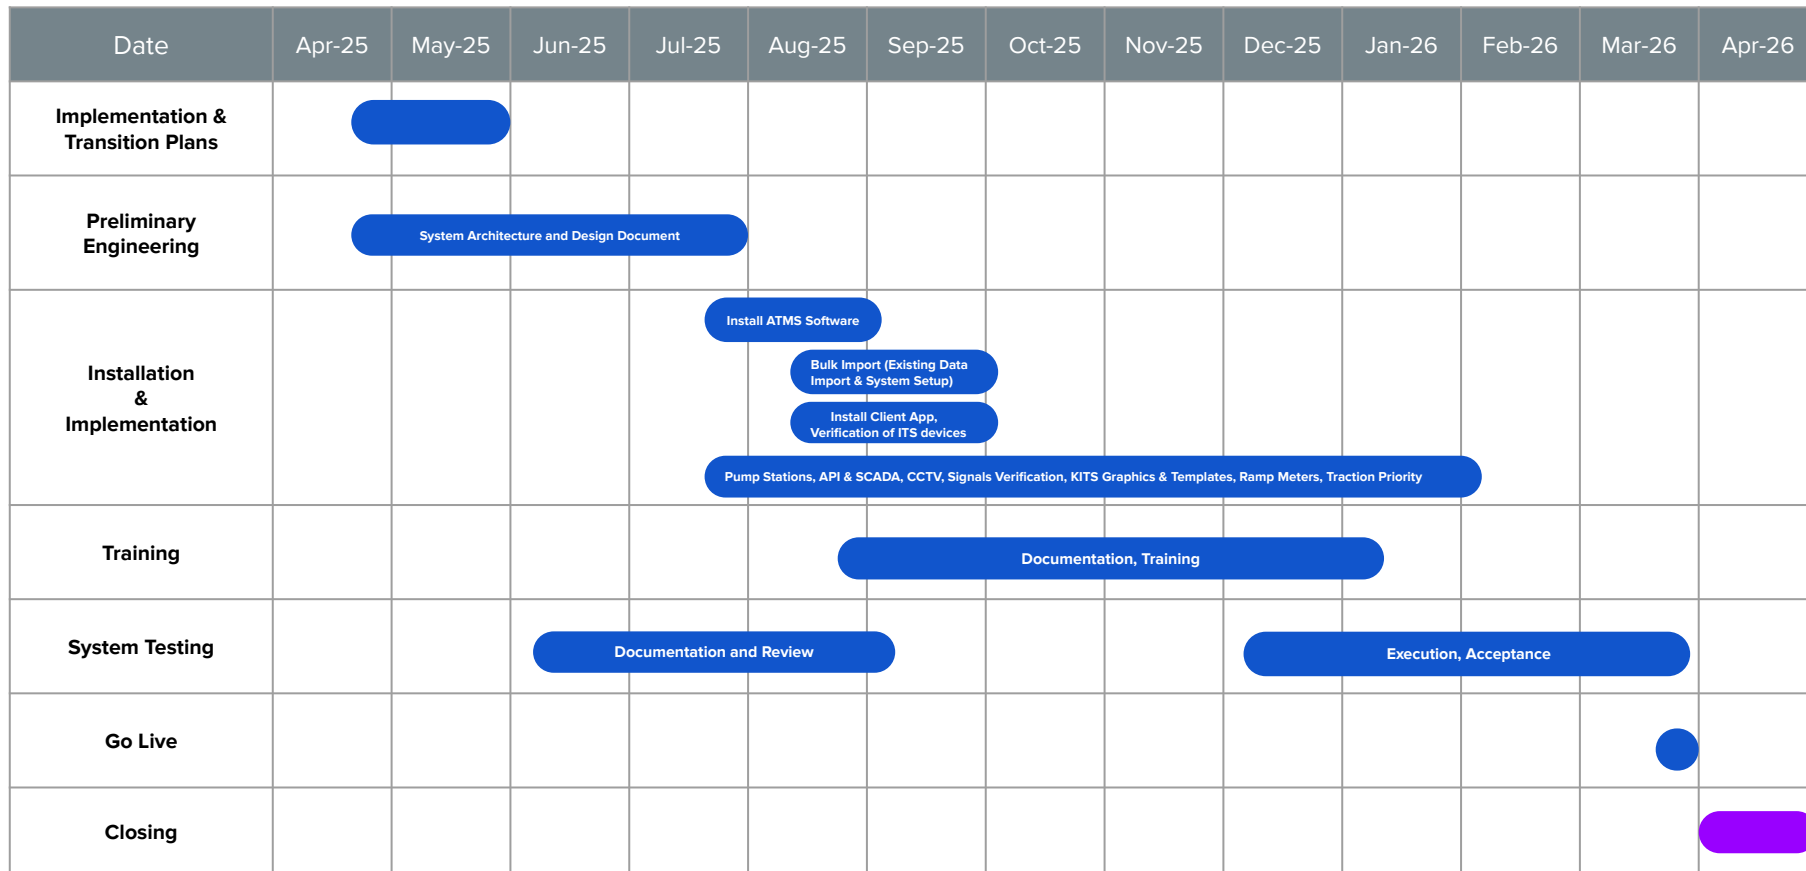 Date Apr-25 May-25 Jun-25 Jul-25 Aug-25 Sep-25 Oct-25 Nov-25 Dec-25 Jan-26 Feb-26 Mar-26 Apr-26
Implementation &
Transition Plans
Preliminary
Engineering
System Architecture and Design Document
Installation
&
Implementation
Install ATMS Software
Bulk Import (Existing Data
Import & System Setup)
Install Client App,
Verification of ITS devices
Pump Stations, API & SCADA, CCTV, Signals Verification, KITS Graphics & Templates, Ramp Meters, Traction Priority
Training
Documentation, Training
System Testing
Documentation and Review
Execution, Acceptance
Go Live
Closing